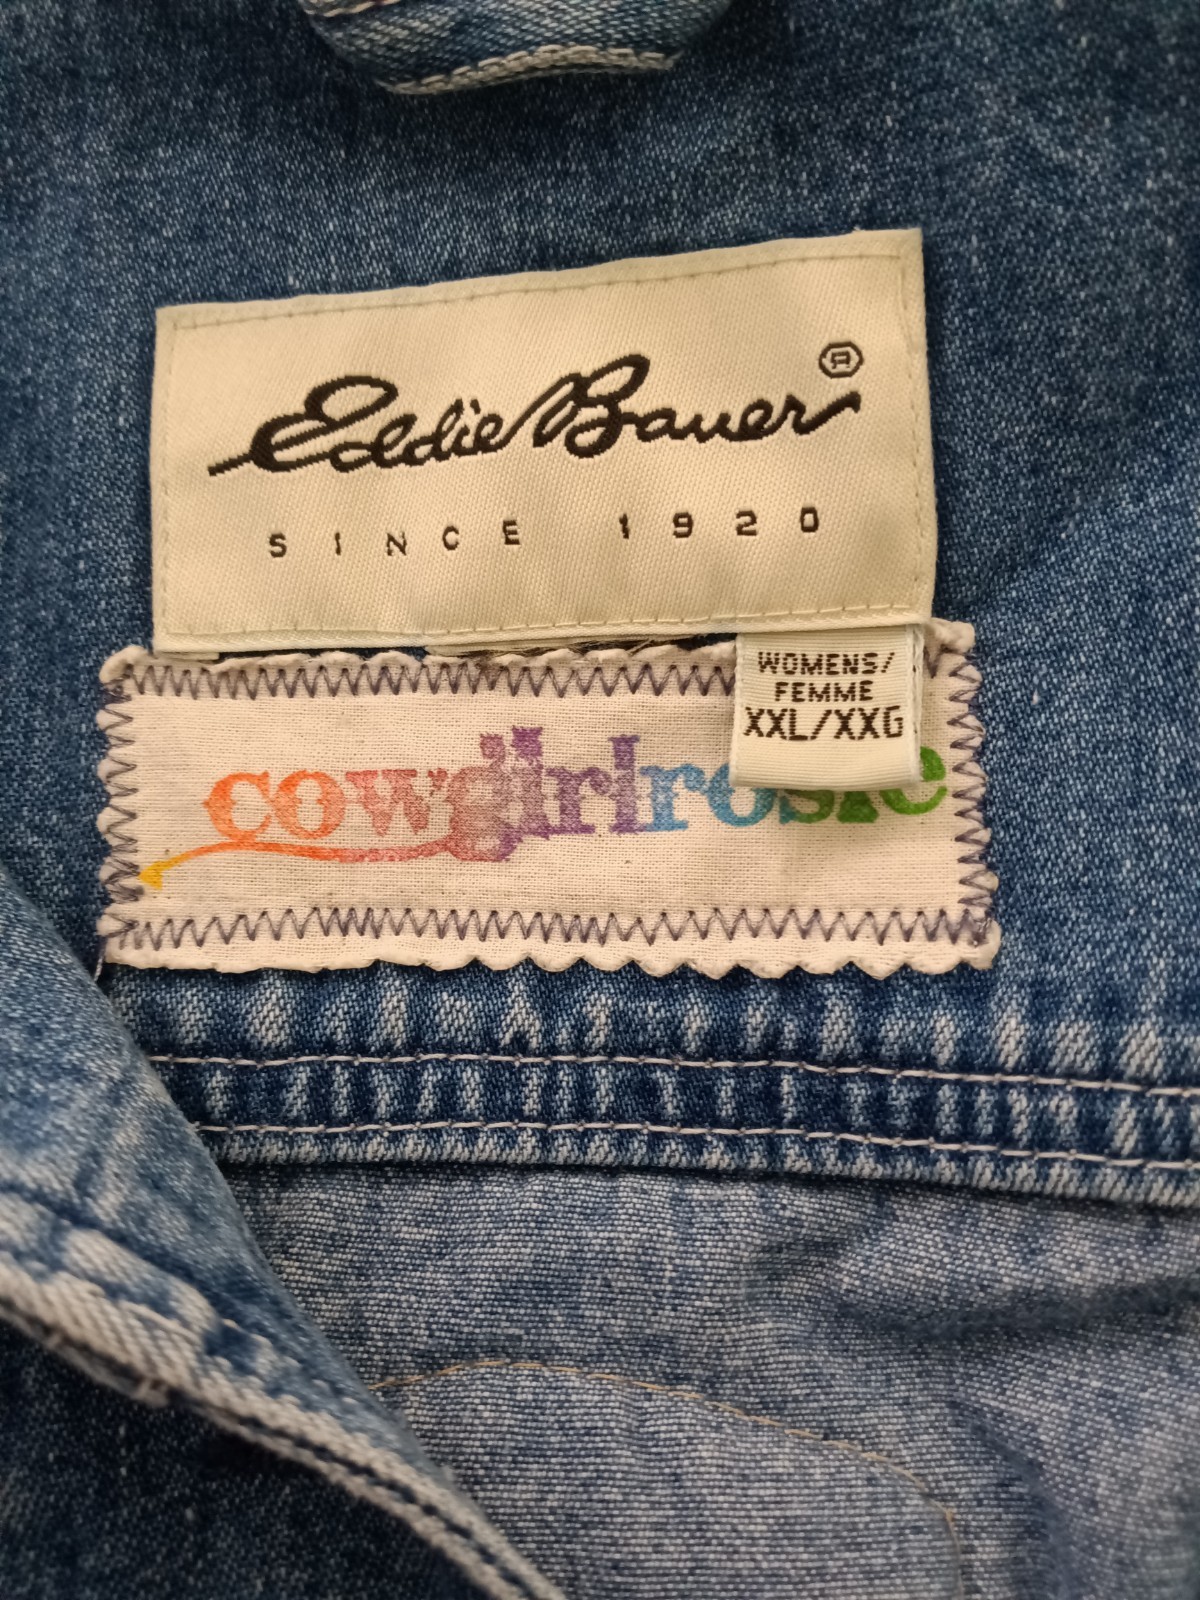 Eddie Bauer ®
SINCE 1920
WOMENS/
FEMME
XXL/XXG
cowgirlrosie